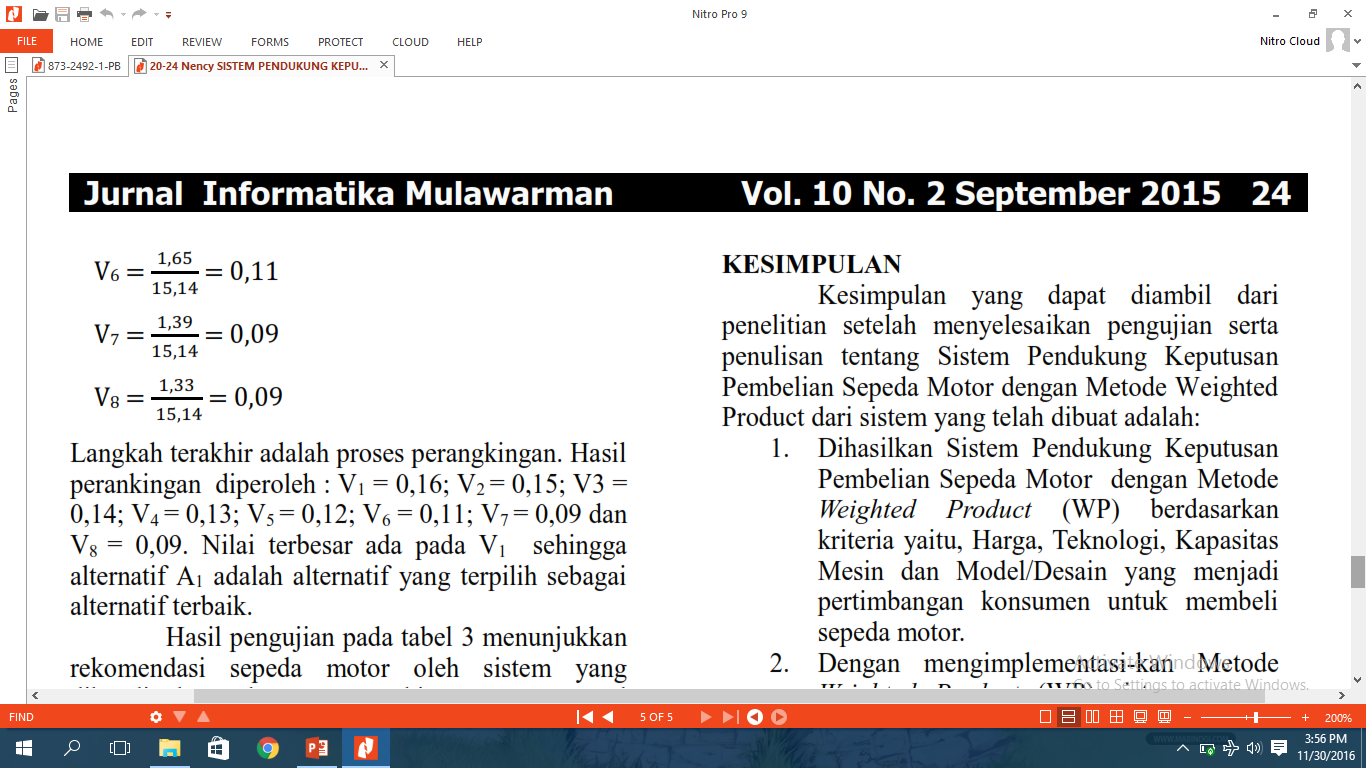 Nitro Pro 9
FILE HOME EDIT REVIEW FORMS PROTECT CLOUD HELP Nitro Cloud
873-2492-1-PB 20-24 Nency SISTEM PENDUKUNG KEPU...
Pages
Jurnal Informatika Mulawarman Vol. 10 No. 2 September 2015 24
V6 = 1,65/15,14 = 0,11
V7 = 1,39/15,14 = 0,09
V8 = 1,33/15,14 = 0,09
Langkah terakhir adalah proses perangkingan. Hasil
perankingan diperoleh : V1 = 0,16; V2 = 0,15; V3 =
0,14; V4 = 0,13; V5 = 0,12; V6 = 0,11; V7 = 0,09 dan
V8 = 0,09. Nilai terbesar ada pada V1 sehingga
alternatif A1 adalah alternatif yang terpilih sebagai
alternatif terbaik.
Hasil pengujian pada tabel 3 menunjukkan
rekomendasi sepeda motor oleh sistem yang
KESIMPULAN
Kesimpulan yang dapat diambil dari
penelitian setelah menyelesaikan pengujian serta
penulisan tentang Sistem Pendukung Keputusan
Pembelian Sepeda Motor dengan Metode Weighted
Product dari sistem yang telah dibuat adalah:
1. Dihasilkan Sistem Pendukung Keputusan
Pembelian Sepeda Motor dengan Metode
Weighted Product (WP) berdasarkan
kriteria yaitu, Harga, Teknologi, Kapasitas
Mesin dan Model/Desain yang menjadi
pertimbangan konsumen untuk membeli
sepeda motor.
2. Dengan mengimplementasi-kan Metode
Activate Windows
Go to Settings to activate Windows.
FIND 5 OF 5 200%
3:56 PM
11/30/2016